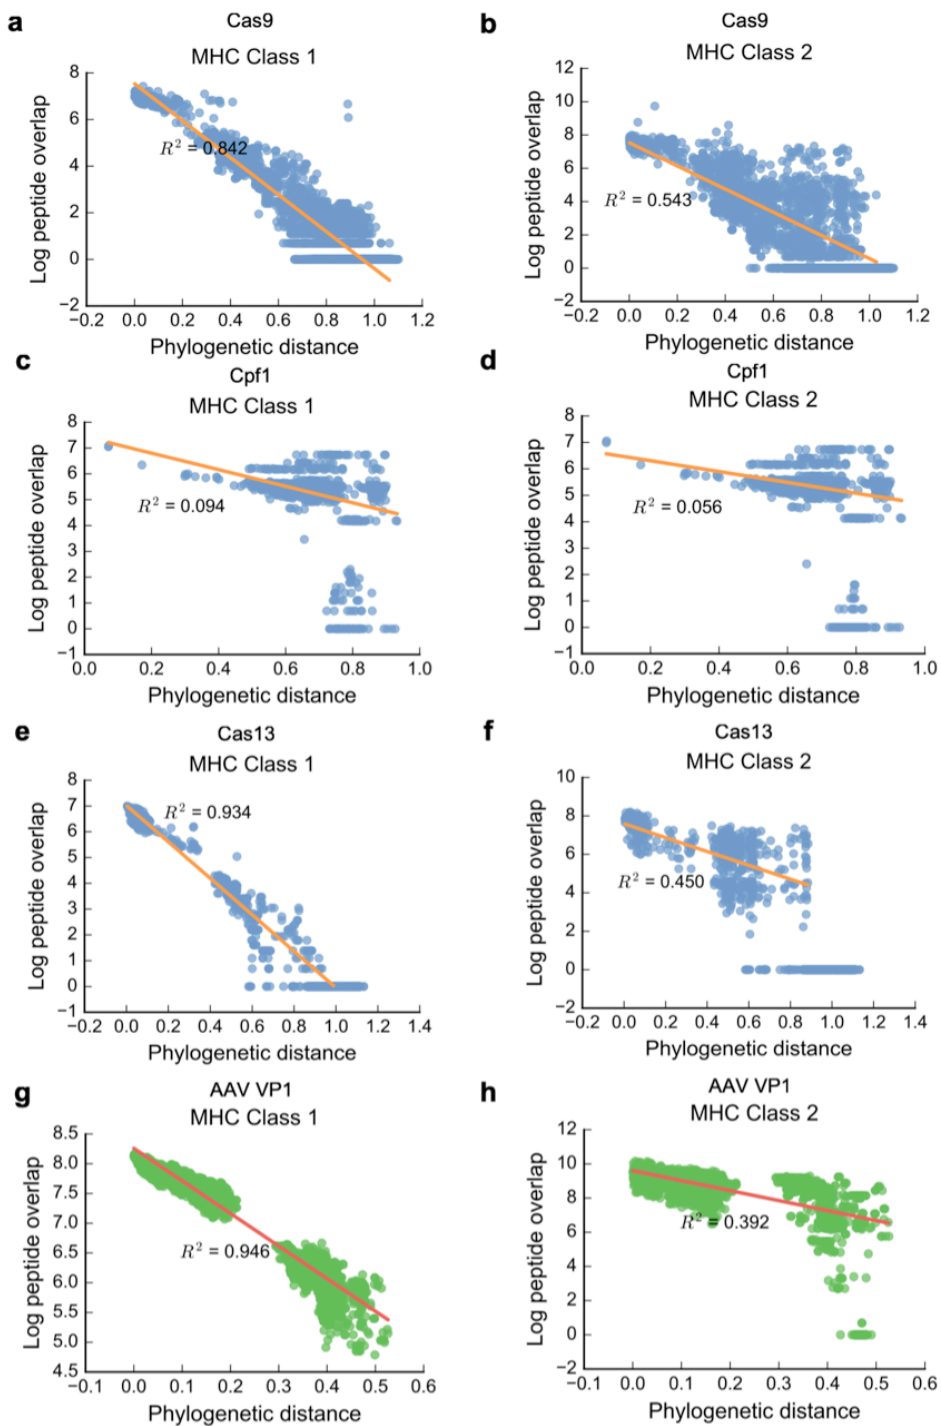 a
Cas9
MHC Class 1
Log peptide overlap
8
6
4
2
0
−2
R² = 0.842
−0.2 0.0 0.2 0.4 0.6 0.8 1.0 1.2
Phylogenetic distance
b
Cas9
MHC Class 2
Log peptide overlap
12
10
8
6
4
2
0
−2
R² = 0.543
−0.2 0.0 0.2 0.4 0.6 0.8 1.0 1.2
Phylogenetic distance
c
Cpf1
MHC Class 1
Log peptide overlap
8
7
6
5
4
3
2
1
0
−1
R² = 0.094
0.0 0.2 0.4 0.6 0.8 1.0
Phylogenetic distance
d
Cpf1
MHC Class 2
Log peptide overlap
8
7
6
5
4
3
2
1
0
−1
R² = 0.056
0.0 0.2 0.4 0.6 0.8 1.0
Phylogenetic distance
e
Cas13
MHC Class 1
Log peptide overlap
8
7
6
5
4
3
2
1
0
−1
R² = 0.934
−0.2 0.0 0.2 0.4 0.6 0.8 1.0 1.2 1.4
Phylogenetic distance
f
Cas13
MHC Class 2
Log peptide overlap
10
8
6
4
2
0
−2
R² = 0.450
−0.2 0.0 0.2 0.4 0.6 0.8 1.0 1.2 1.4
Phylogenetic distance
g
AAV VP1
MHC Class 1
Log peptide overlap
8.5
8.0
7.5
7.0
6.5
6.0
5.5
5.0
4.5
R² = 0.946
−0.1 0.0 0.1 0.2 0.3 0.4 0.5 0.6
Phylogenetic distance
h
AAV VP1
MHC Class 2
Log peptide overlap
12
10
8
6
4
2
0
−2
R² = 0.392
−0.1 0.0 0.1 0.2 0.3 0.4 0.5 0.6
Phylogenetic distance